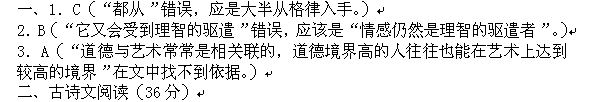 一、1. C（“都从”错误，应是大半从格律入手。）
2. B（“它又会受到理智的驱遣”错误，应该是“情感仍然是理智的驱遣者”。）
3. A（“道德与艺术常常是相关联的，道德境界高的人往往也能在艺术上达到
较高的境界”在文中找不到依据。）
二、古诗文阅读（36分）